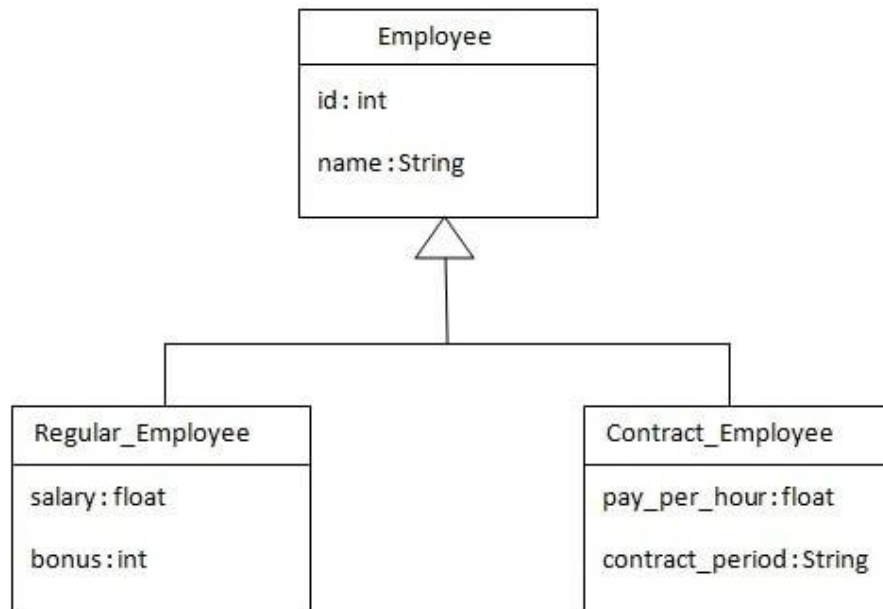 Employee
id : int
name : String
Regular_Employee
salary : float
bonus : int
Contract_Employee
pay_per_hour : float
contract_period : String